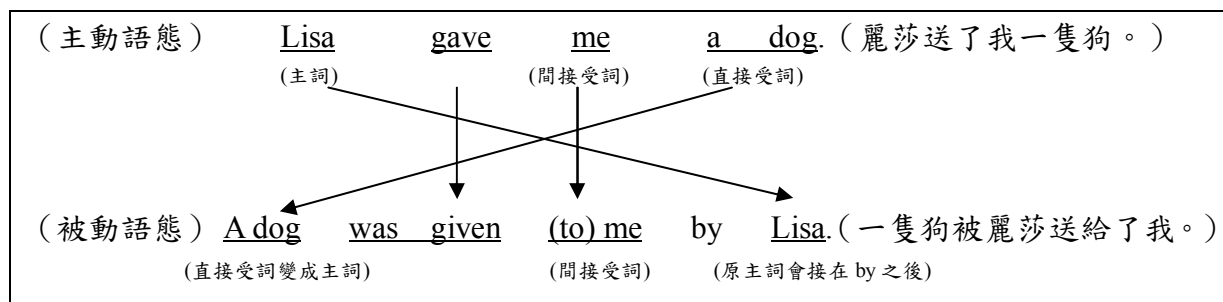 （主動語態） Lisa gave me a dog.（麗莎送了我一隻狗。）
(主詞) (間接受詞) (直接受詞)
（被動語態） A dog was given (to) me by Lisa.（一隻狗被麗莎送給了我。）
(直接受詞變成主詞) (間接受詞) (原主詞會接在 by 之後)